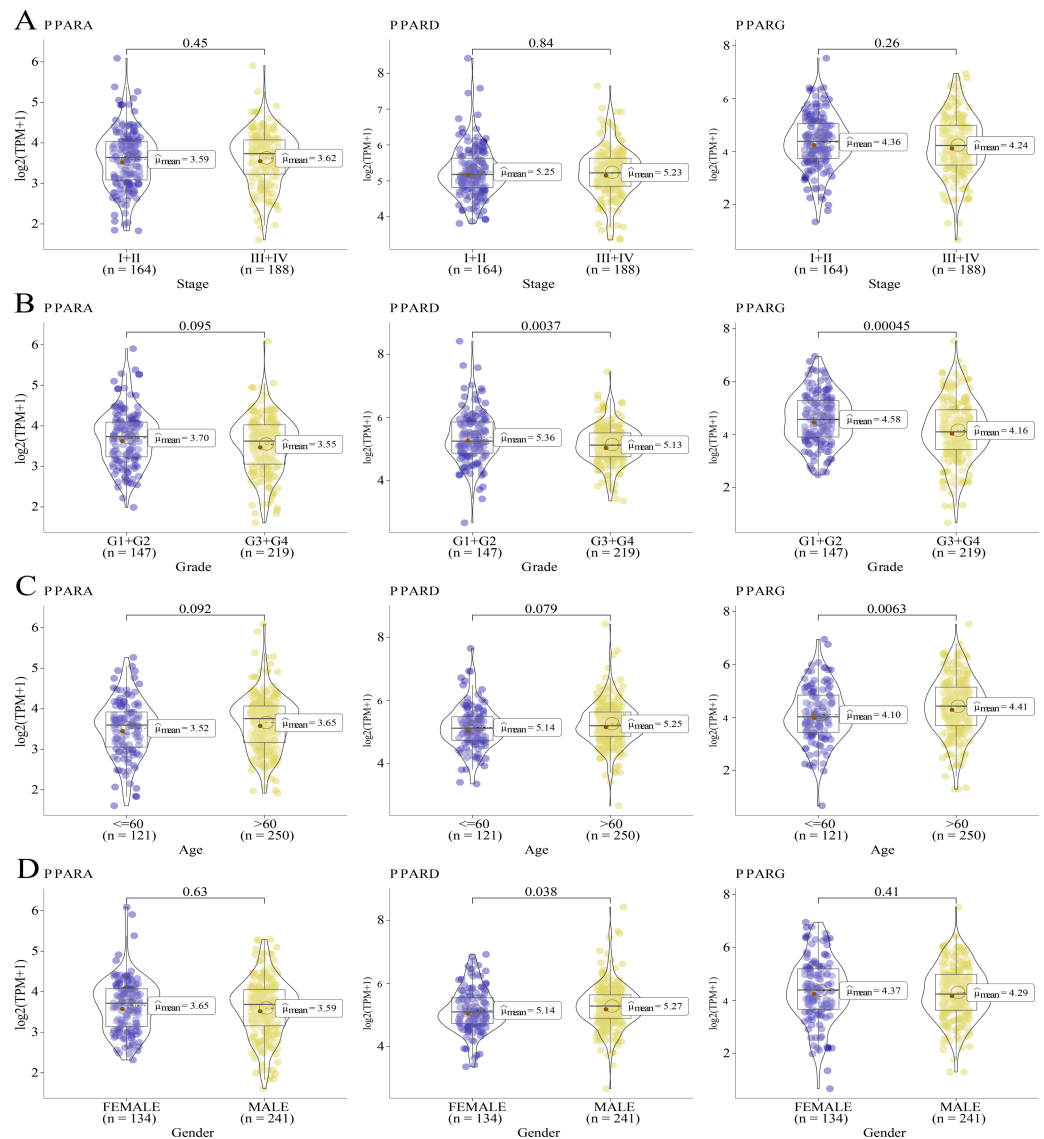 A
PPARA
0.45
log2(TPM+1)
6
5
4
3
2
μ̂mean = 3.59
μ̂mean = 3.62
I+II
(n = 164)
III+IV
(n = 188)
Stage
PPARD
0.84
log2(TPM+1)
8
7
6
5
4
μ̂mean = 5.25
μ̂mean = 5.23
I+II
(n = 164)
III+IV
(n = 188)
Stage
PPARG
0.26
log2(TPM+1)
8
6
4
2
μ̂mean = 4.36
μ̂mean = 4.24
I+II
(n = 164)
III+IV
(n = 188)
Stage
B
PPARA
0.095
log2(TPM+1)
6
5
4
3
2
μ̂mean = 3.70
μ̂mean = 3.55
G1+G2
(n = 147)
G3+G4
(n = 219)
Grade
PPARD
0.0037
log2(TPM+1)
8
6
4
μ̂mean = 5.36
μ̂mean = 5.13
G1+G2
(n = 147)
G3+G4
(n = 219)
Grade
PPARG
0.00045
log2(TPM+1)
8
6
4
2
μ̂mean = 4.58
μ̂mean = 4.16
G1+G2
(n = 147)
G3+G4
(n = 219)
Grade
C
PPARA
0.092
log2(TPM+1)
6
5
4
3
2
μ̂mean = 3.52
μ̂mean = 3.65
<=60
(n = 121)
>60
(n = 250)
Age
PPARD
0.079
log2(TPM+1)
8
6
4
μ̂mean = 5.14
μ̂mean = 5.25
<=60
(n = 121)
>60
(n = 250)
Age
PPARG
0.0063
log2(TPM+1)
8
6
4
2
μ̂mean = 4.10
μ̂mean = 4.41
<=60
(n = 121)
>60
(n = 250)
Age
D
PPARA
0.63
log2(TPM+1)
6
5
4
3
2
μ̂mean = 3.65
μ̂mean = 3.59
FEMALE
(n = 134)
MALE
(n = 241)
Gender
PPARD
0.038
log2(TPM+1)
8
6
4
μ̂mean = 5.14
μ̂mean = 5.27
FEMALE
(n = 134)
MALE
(n = 241)
Gender
PPARG
0.41
log2(TPM+1)
8
6
4
2
μ̂mean = 4.37
μ̂mean = 4.29
FEMALE
(n = 134)
MALE
(n = 241)
Gender